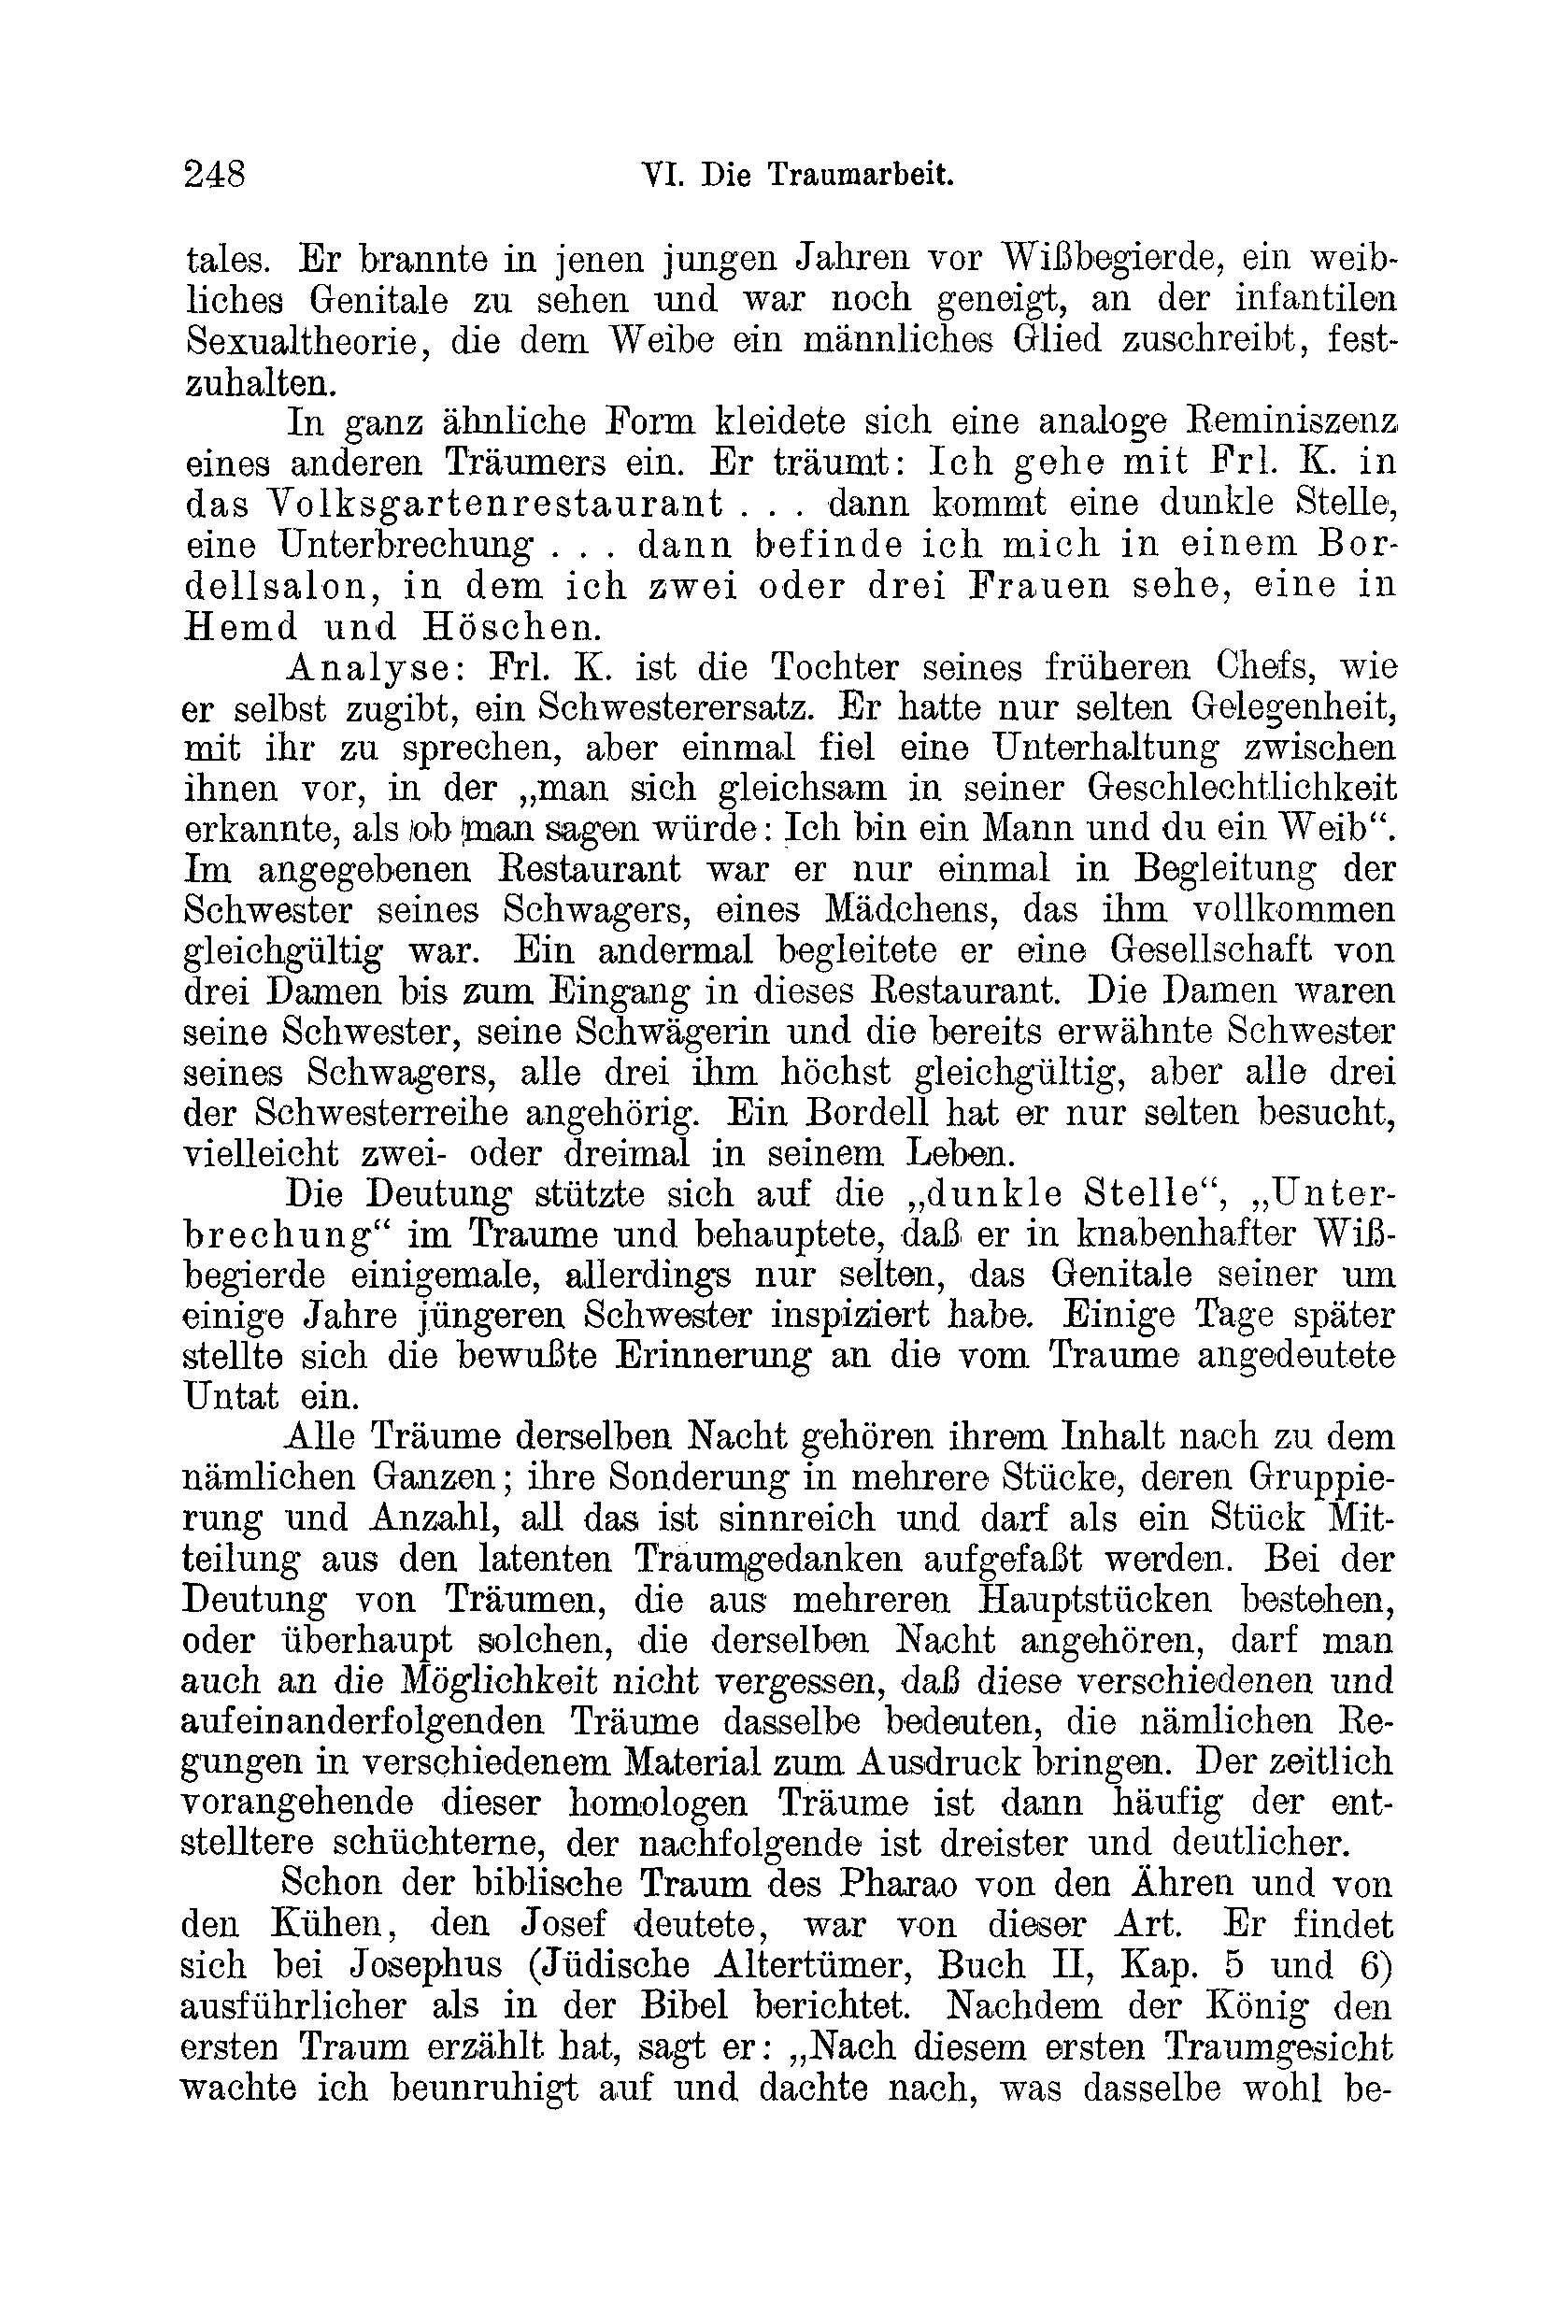 248
VI. Die Traumarbeit.
tales. Er brannte in jenen jungen Jahren vor Wißbegierde, ein weib-
liches Genitale zu sehen und war noch geneigt, an der infantilen
Sexualtheorie, die dem Weibe ein männliches Glied zuschreibt, fest-
zuhalten.
In ganz ähnliche Form kleidete sich eine analoge Reminiszenz
eines anderen Träumers ein. Er träumt: Ich gehe mit Frl. K. in
das Volksgartenrestaurant . . . dann kommt eine dunkle Stelle,
eine Unterbrechung . . . dann befinde ich mich in einem Bor-
dellsalon, in dem ich zwei oder drei Frauen sehe, eine in
Hemd und Höschen.
Analyse: Frl. K. ist die Tochter seines früheren Chefs, wie
er selbst zugibt, ein Schwesterersatz. Er hatte nur selten Gelegenheit,
mit ihr zu sprechen, aber einmal fiel eine Unterhaltung zwischen
ihnen vor, in der „man sich gleichsam in seiner Geschlechtlichkeit
erkannte, als ob man sagen würde: Ich bin ein Mann und du ein Weib“.
Im angegebenen Restaurant war er nur einmal in Begleitung der
Schwester seines Schwagers, eines Mädchens, das ihm vollkommen
gleichgültig war. Ein andermal begleitete er eine Gesellschaft von
drei Damen bis zum Eingang in dieses Restaurant. Die Damen waren
seine Schwester, seine Schwägerin und die bereits erwähnte Schwester
seines Schwagers, alle drei ihm höchst gleichgültig, aber alle drei
der Schwesterreihe angehörig. Ein Bordell hat er nur selten besucht,
vielleicht zwei- oder dreimal in seinem Leben.
Die Deutung stützte sich auf die „dunkle Stelle“, „Unter-
brechung“ im Traume und behauptete, daß er in knabenhafter Wiß-
begierde einigemale, allerdings nur selten, das Genitale seiner um
einige Jahre jüngeren Schwester inspiziert habe. Einige Tage später
stellte sich die bewußte Erinnerung an die vom Traume angedeutete
Untat ein.
Alle Träume derselben Nacht gehören ihrem Inhalt nach zu dem
nämlichen Ganzen; ihre Sonderung in mehrere Stücke, deren Gruppie-
rung und Anzahl, all das ist sinnreich und darf als ein Stück Mit-
teilung aus den latenten Traumgedanken aufgefaßt werden. Bei der
Deutung von Träumen, die aus mehreren Hauptstücken bestehen,
oder überhaupt solchen, die derselben Nacht angehören, darf man
auch an die Möglichkeit nicht vergessen, daß diese verschiedenen und
aufeinanderfolgenden Träume dasselbe bedeuten, die nämlichen Re-
gungen in verschiedenem Material zum Ausdruck bringen. Der zeitlich
vorangehende dieser homologen Träume ist dann häufig der ent-
stelltere schüchterne, der nachfolgende ist dreister und deutlicher.
Schon der biblische Traum des Pharao von den Ähren und von
den Kühen, den Josef deutete, war von dieser Art. Er findet
sich bei Josephus (Jüdische Altertümer, Buch II, Kap. 5 und 6)
ausführlicher als in der Bibel berichtet. Nachdem der König den
ersten Traum erzählt hat, sagt er: „Nach diesem ersten Traumgesicht
wachte ich beunruhigt auf und dachte nach, was dasselbe wohl be-